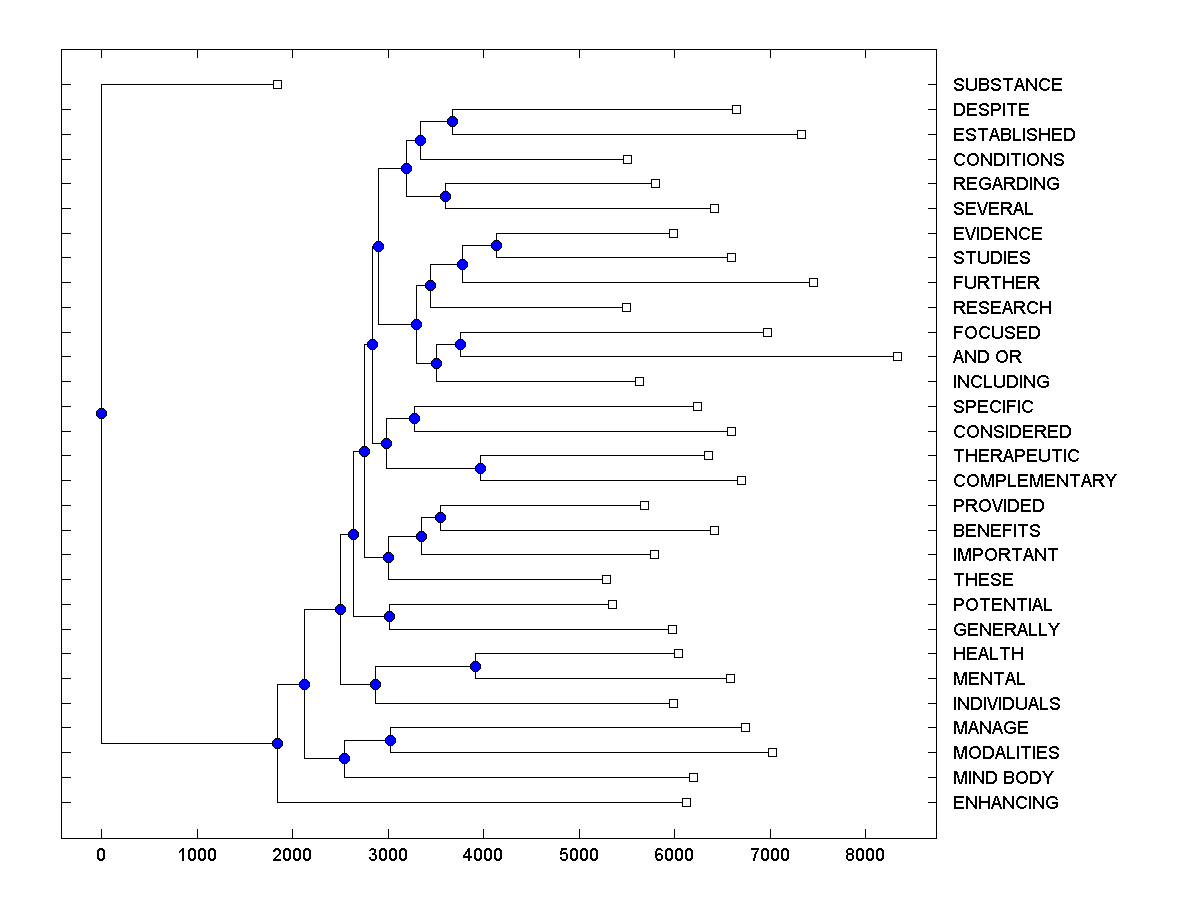 SUBSTANCE
DESPITE
ESTABLISHED
CONDITIONS
REGARDING
SEVERAL
EVIDENCE
STUDIES
FURTHER
RESEARCH
FOCUSED
AND OR
INCLUDING
SPECIFIC
CONSIDERED
THERAPEUTIC
COMPLEMENTARY
PROVIDED
BENEFITS
IMPORTANT
THESE
POTENTIAL
GENERALLY
HEALTH
MENTAL
INDIVIDUALS
MANAGE
MODALITIES
MIND BODY
ENHANCING
0 1000 2000 3000 4000 5000 6000 7000 8000